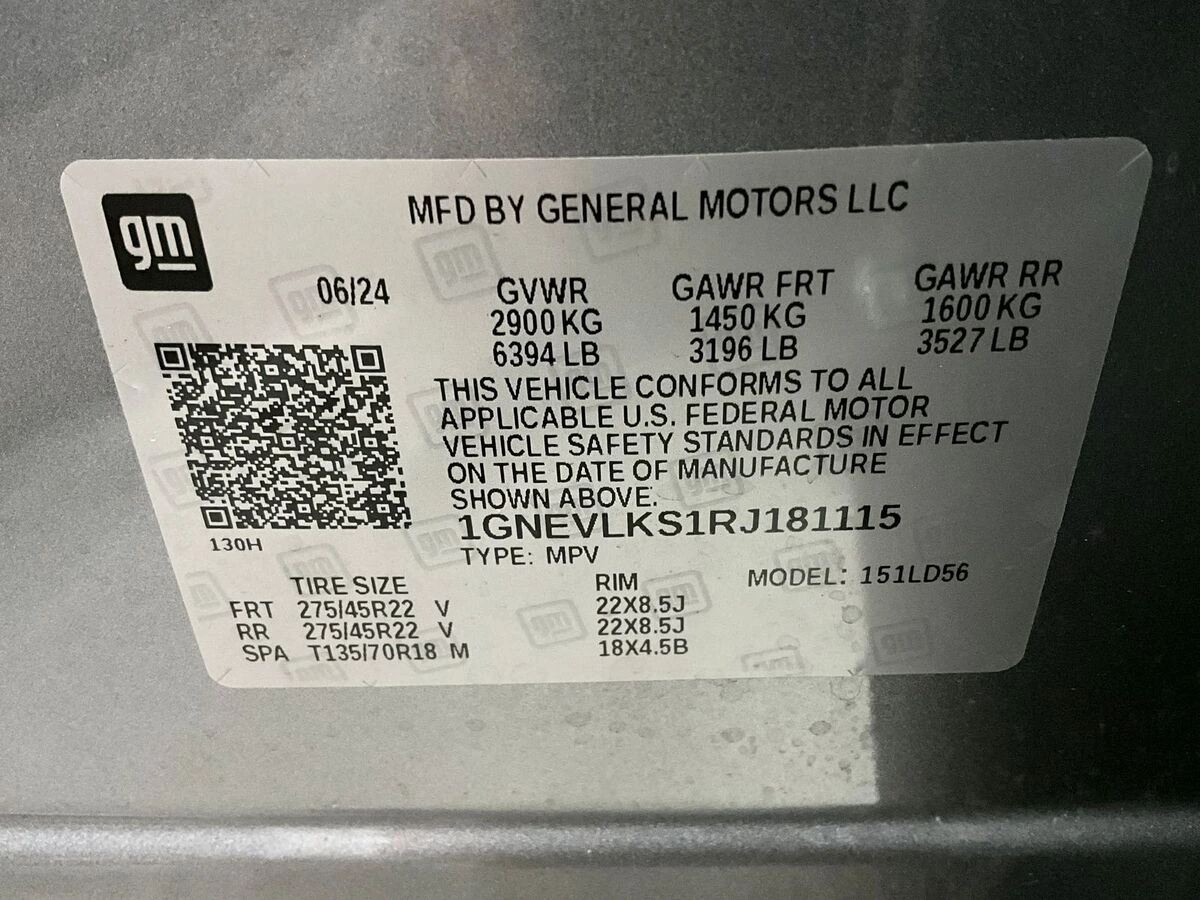 gm
MFD BY GENERAL MOTORS LLC
06/24 GVWR GAWR FRT GAWR RR
2900 KG 1450 KG 1600 KG
6394 LB 3196 LB 3527 LB
THIS VEHICLE CONFORMS TO ALL
APPLICABLE U.S. FEDERAL MOTOR
VEHICLE SAFETY STANDARDS IN EFFECT
ON THE DATE OF MANUFACTURE
SHOWN ABOVE.
1GNEVLKS1RJ181115
130H
TYPE: MPV
MODEL: 151LD56
TIRE SIZE RIM
FRT 275/45R22 V 22X8.5J
RR 275/45R22 V 22X8.5J
SPA T135/70R18 M 18X4.5B